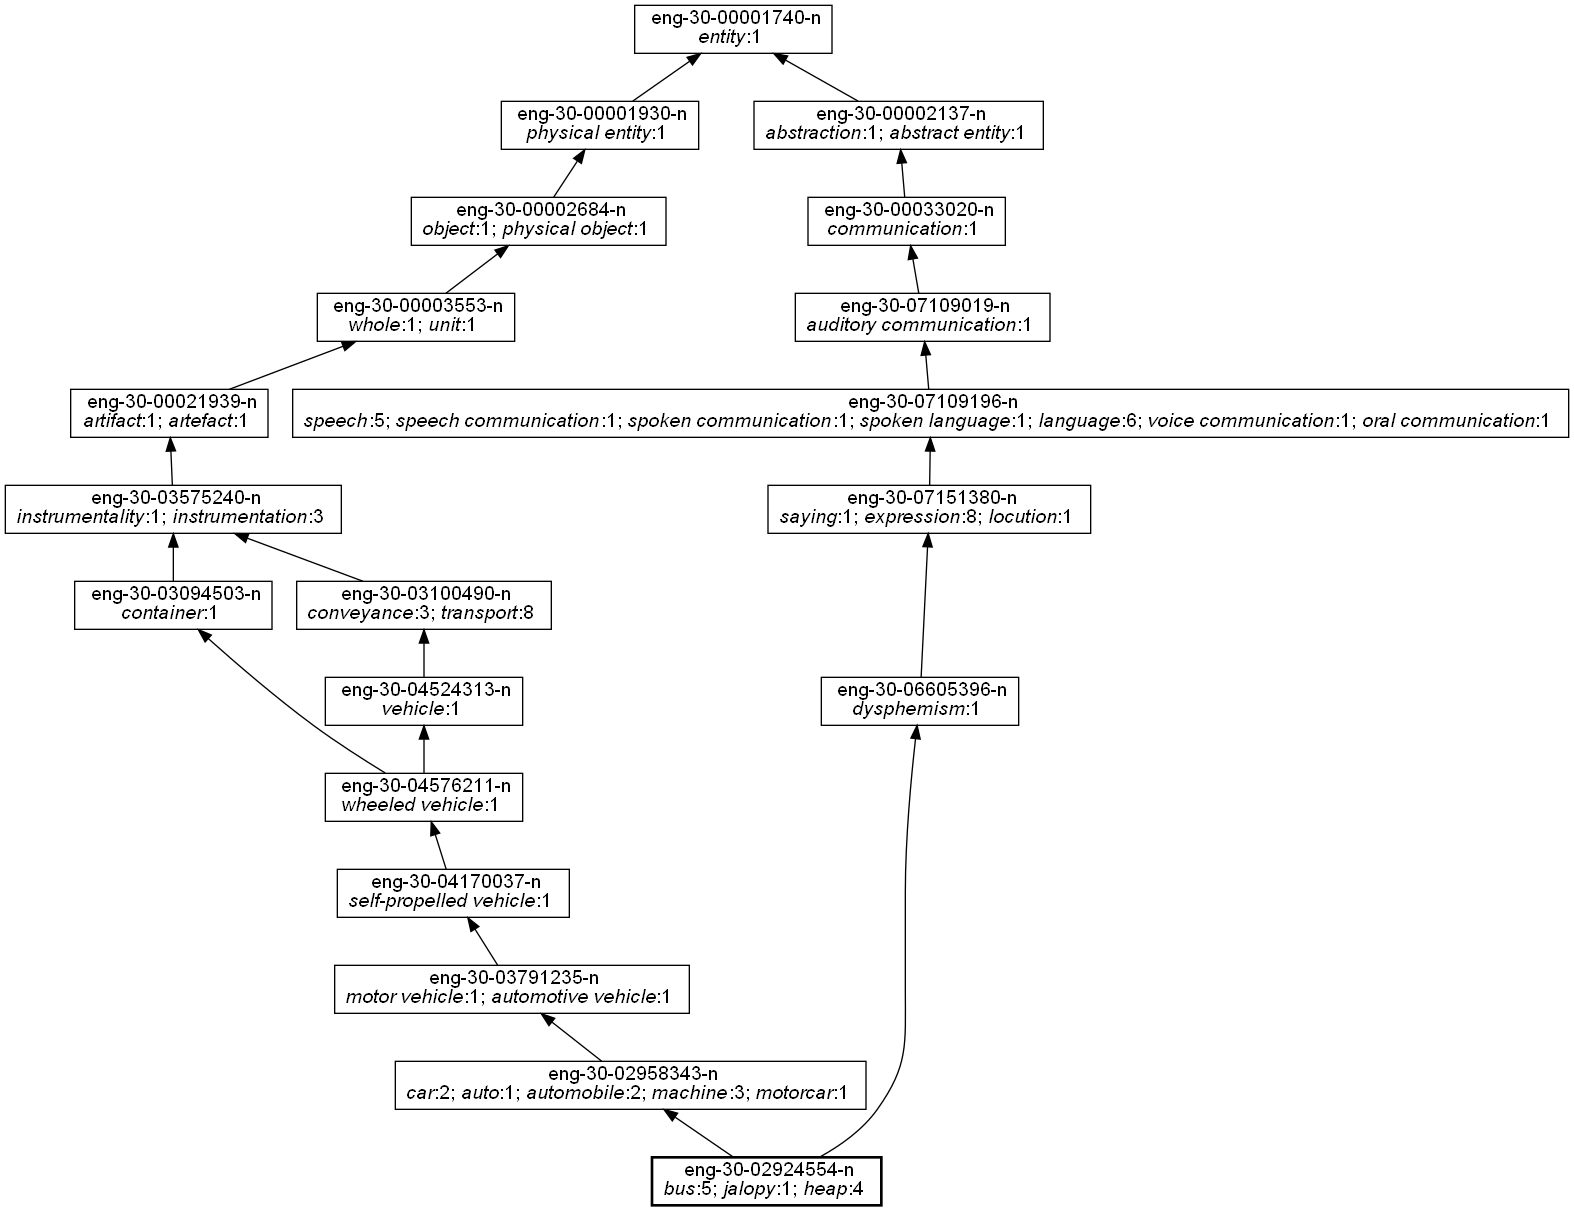 eng-30-00001740-n
entity:1
eng-30-00001930-n
physical entity:1
eng-30-00002137-n
abstraction:1; abstract entity:1
eng-30-00002684-n
object:1; physical object:1
eng-30-00033020-n
communication:1
eng-30-00003553-n
whole:1; unit:1
eng-30-07109019-n
auditory communication:1
eng-30-00021939-n
artifact:1; artefact:1
eng-30-07109196-n
speech:5; speech communication:1; spoken communication:1; spoken language:1; language:6; voice communication:1; oral communication:1
eng-30-03575240-n
instrumentality:1; instrumentation:3
eng-30-07151380-n
saying:1; expression:8; locution:1
eng-30-03094503-n
container:1
eng-30-03100490-n
conveyance:3; transport:8
eng-30-04524313-n
vehicle:1
eng-30-06605396-n
dysphemism:1
eng-30-04576211-n
wheeled vehicle:1
eng-30-04170037-n
self-propelled vehicle:1
eng-30-03791235-n
motor vehicle:1; automotive vehicle:1
eng-30-02958343-n
car:2; auto:1; automobile:2; machine:3; motorcar:1
eng-30-02924554-n
bus:5; jalopy:1; heap:4